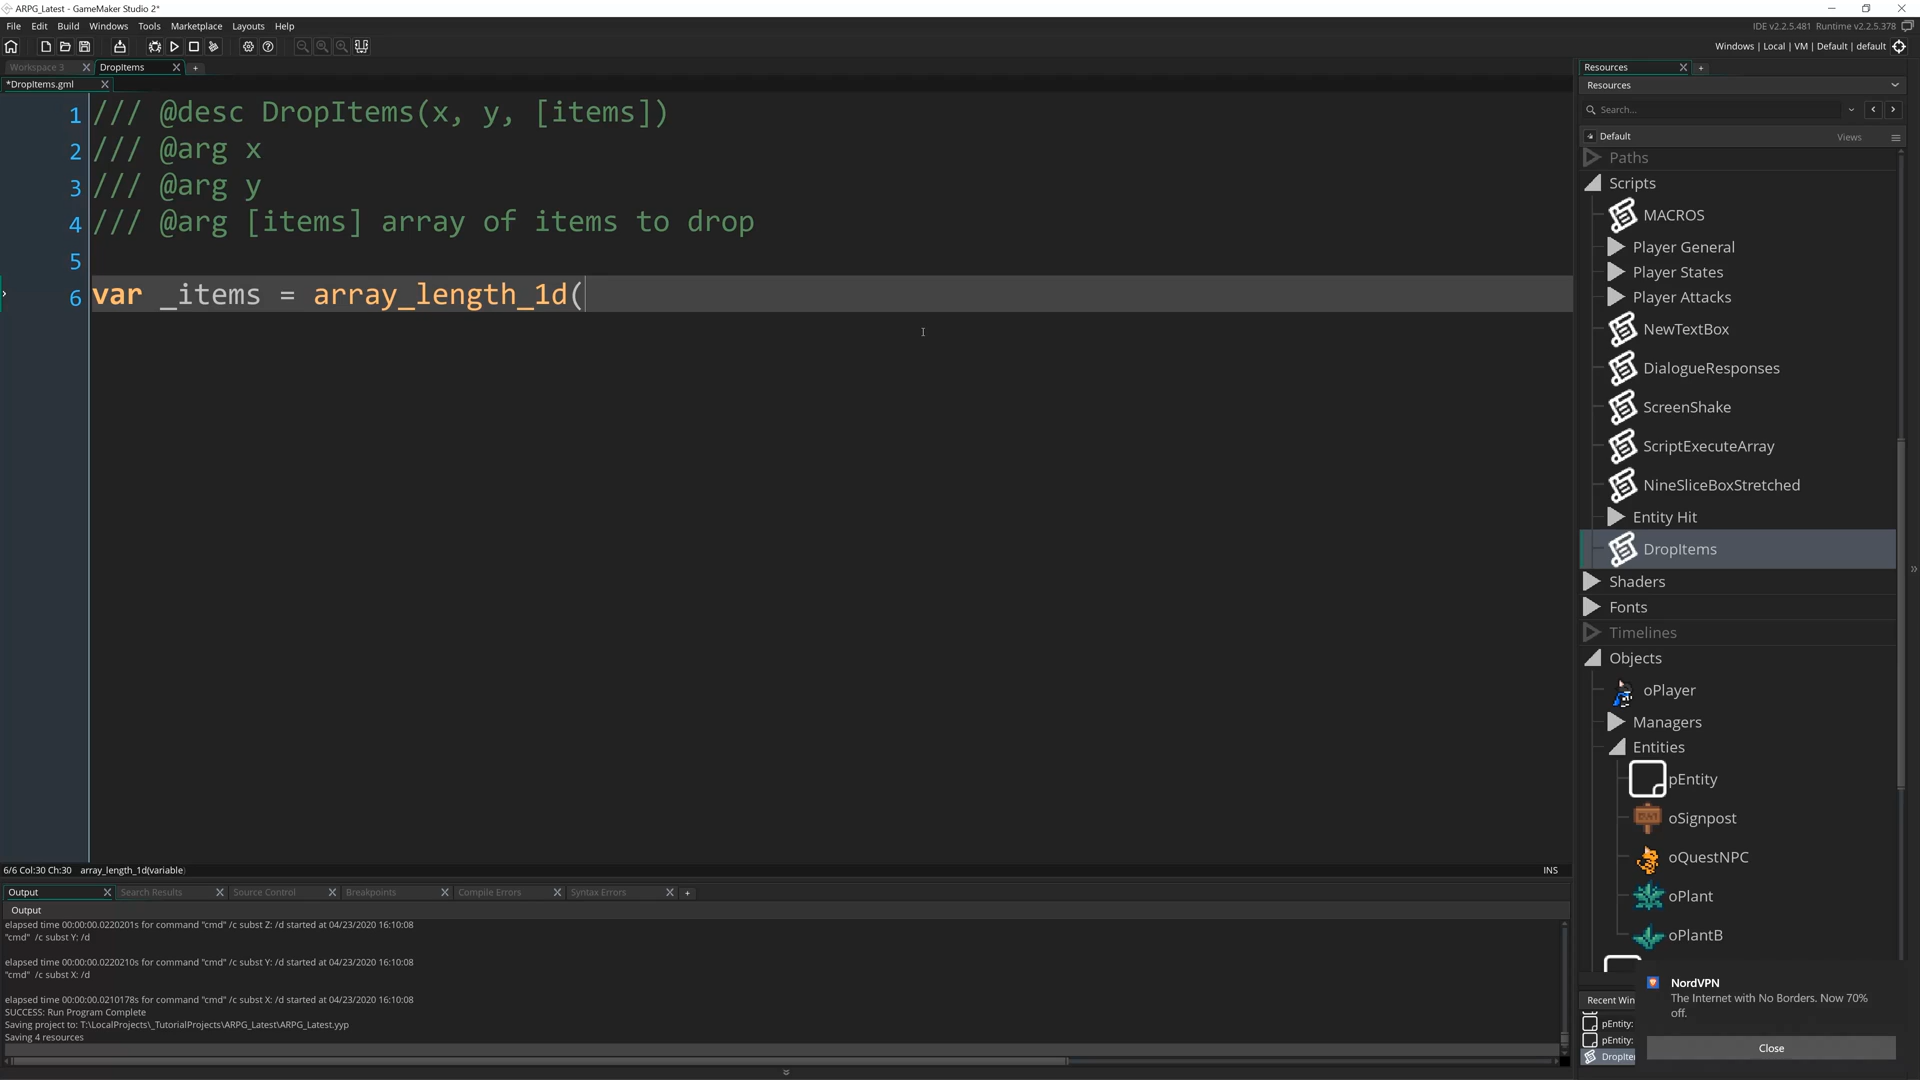 ARPG_Latest - GameMaker Studio 2*
File Edit Build Windows Tools Marketplace Layouts Help
IDE v2.2.5.481 Runtime v2.2.5.378
Windows | Local | VM | Default | default
Workspace 3
DropItems
*DropItems.gml
1 /// @desc DropItems(x, y, [items])
2 /// @arg x
3 /// @arg y
4 /// @arg [items] array of items to drop
5
6 var _items = array_length_1d(
6/6 Col:30 Ch:30 array_length_1d(variable)
INS
Output Search Results Source Control Breakpoints Compile Errors Syntax Errors
Output
elapsed time 00:00:00.0220201s for command "cmd" /c subst Z: /d started at 04/23/2020 16:10:08
"cmd" /c subst Y: /d
elapsed time 00:00:00.0220210s for command "cmd" /c subst Y: /d started at 04/23/2020 16:10:08
"cmd" /c subst X: /d
elapsed time 00:00:00.0210178s for command "cmd" /c subst X: /d started at 04/23/2020 16:10:08
SUCCESS: Run Program Complete
Saving project to: T:\LocalProjects\_TutorialProjects\ARPG_Latest\ARPG_Latest.yyp
Saving 4 resources
Resources
Resources
Search...
Default
Views
Paths
Scripts
MACROS
Player General
Player States
Player Attacks
NewTextBox
DialogueResponses
ScreenShake
ScriptExecuteArray
NineSliceBoxStretched
Entity Hit
DropItems
Shaders
Fonts
Timelines
Objects
oPlayer
Managers
Entities
pEntity
oSignpost
oQuestNPC
oPlant
oPlantB
Recent Win
pEntity:
pEntity:
DropIte
NordVPN
The Internet with No Borders. Now 70%
off.
Close